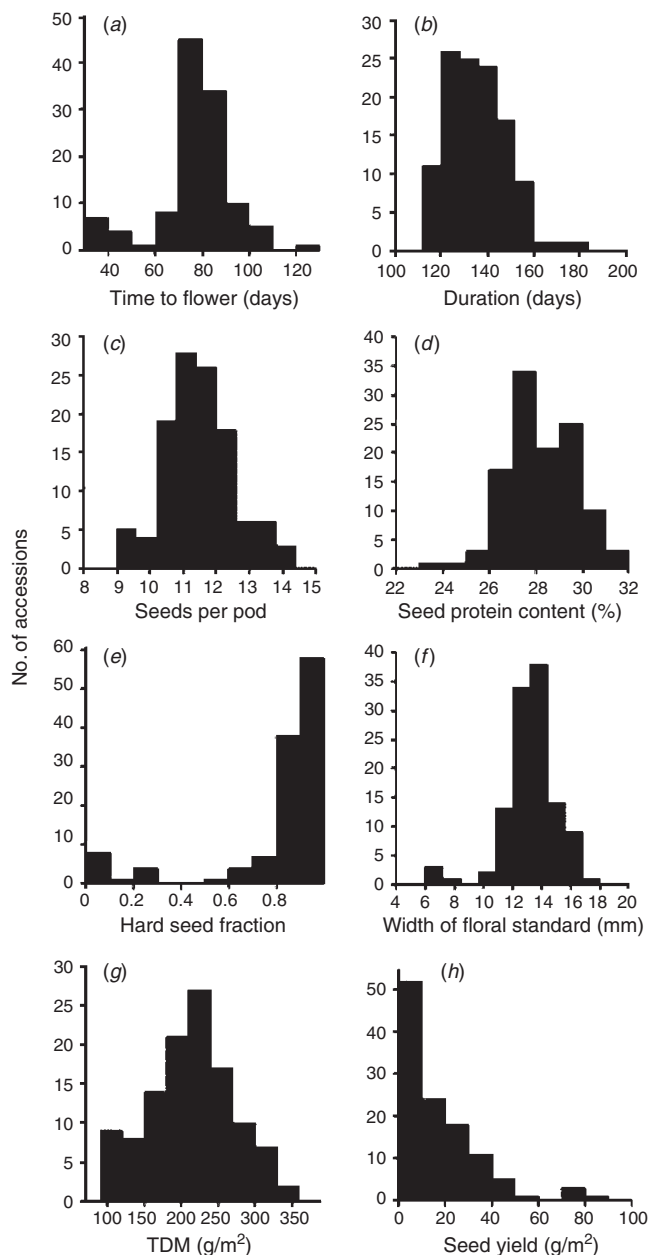 (a)
50
40
30
20
10
0
40 60 80 100 120
Time to flower (days)
(b)
30
25
20
15
10
5
0
100 120 140 160 180 200
Duration (days)
(c)
30
25
20
15
10
5
0
8 9 10 11 12 13 14 15
Seeds per pod
(d)
40
35
30
25
20
15
10
5
0
22 24 26 28 30 32
Seed protein content (%)
No. of accessions
(e)
60
50
40
30
20
10
0
0 0.2 0.4 0.6 0.8
Hard seed fraction
(f)
40
35
30
25
20
15
10
5
0
4 6 8 10 12 14 16 18 20
Width of floral standard (mm)
(g)
30
25
20
15
10
5
0
100 150 200 250 300 350
TDM (g/m²)
(h)
50
40
30
20
10
0
0 20 40 60 80 100
Seed yield (g/m²)